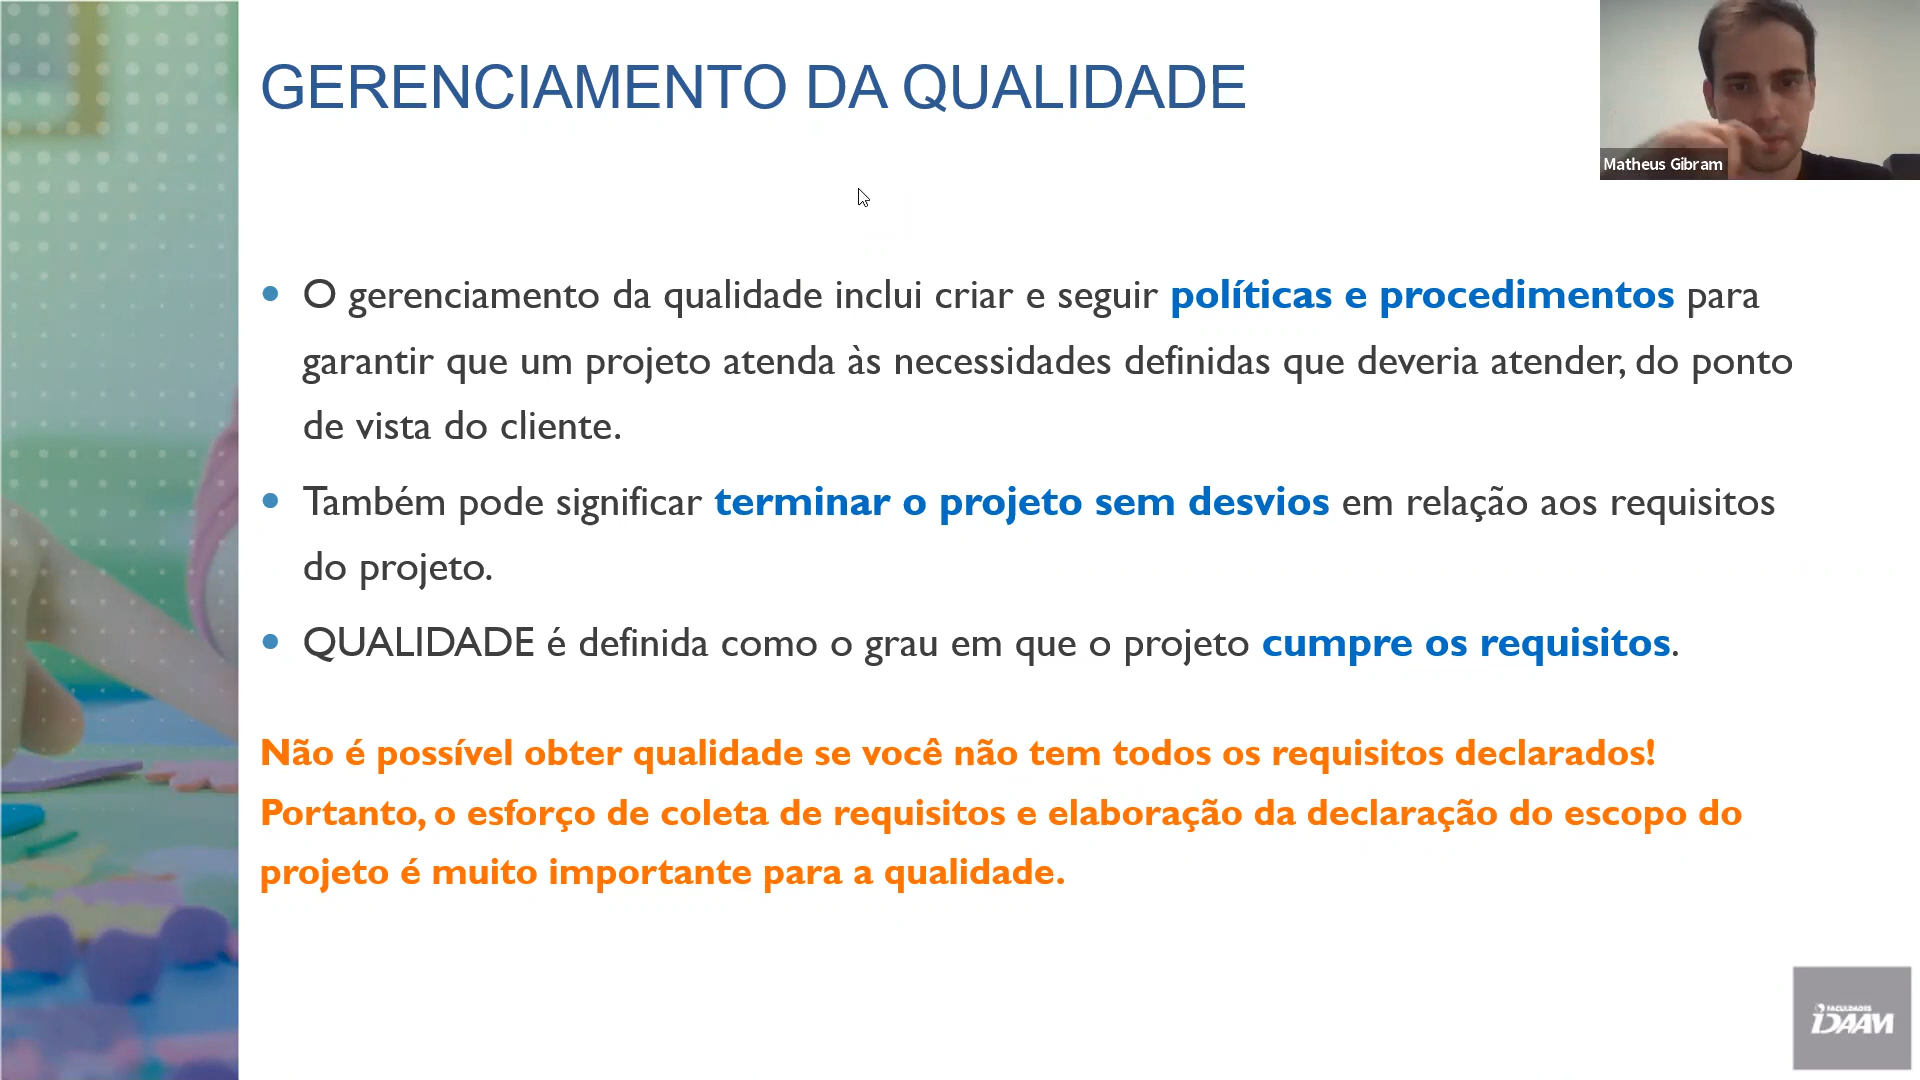 GERENCIAMENTO DA QUALIDADE
Matheus Gibram
• O gerenciamento da qualidade inclui criar e seguir políticas e procedimentos para
garantir que um projeto atenda às necessidades definidas que deveria atender, do ponto
de vista do cliente.
• Também pode significar terminar o projeto sem desvios em relação aos requisitos
do projeto.
• QUALIDADE é definida como o grau em que o projeto cumpre os requisitos.
Não é possível obter qualidade se você não tem todos os requisitos declarados!
Portanto, o esforço de coleta de requisitos e elaboração da declaração do escopo do
projeto é muito importante para a qualidade.
FACULDADES
IDAAM